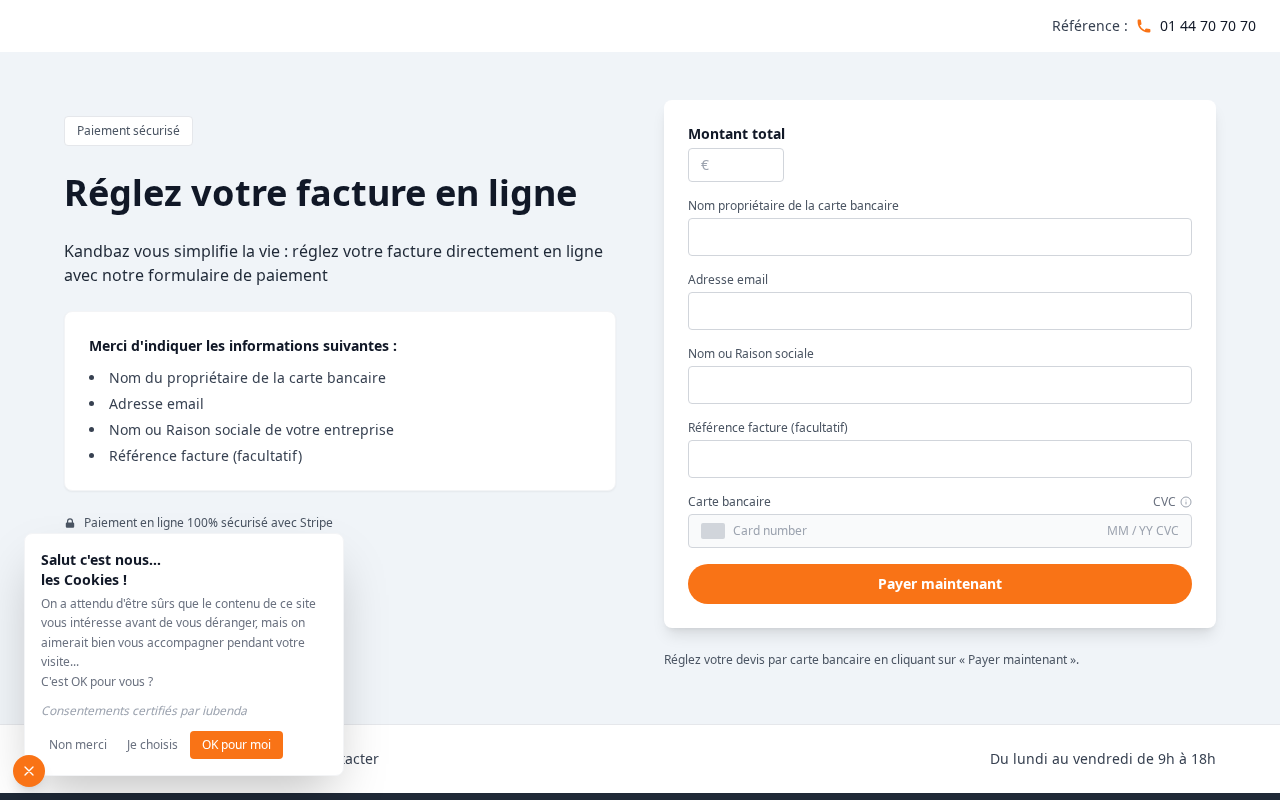 Référence : 01 44 70 70 70
Paiement sécurisé
Réglez votre facture en ligne
Kandbaz vous simplifie la vie : réglez votre facture directement en ligne
avec notre formulaire de paiement
Merci d'indiquer les informations suivantes :
• Nom du propriétaire de la carte bancaire
• Adresse email
• Nom ou Raison sociale de votre entreprise
• Référence facture (facultatif)
Paiement en ligne 100% sécurisé avec Stripe
Montant total
€
Nom propriétaire de la carte bancaire
Adresse email
Nom ou Raison sociale
Référence facture (facultatif)
Carte bancaire CVC
Card number MM / YY CVC
Payer maintenant
Réglez votre devis par carte bancaire en cliquant sur « Payer maintenant ».
Salut c'est nous...
les Cookies !
On a attendu d'être sûrs que le contenu de ce site
vous intéresse avant de vous déranger, mais on
aimerait bien vous accompagner pendant votre
visite...
C'est OK pour vous ?
Consentements certifiés par iubenda
Non merci Je choisis OK pour moi
Du lundi au vendredi de 9h à 18h